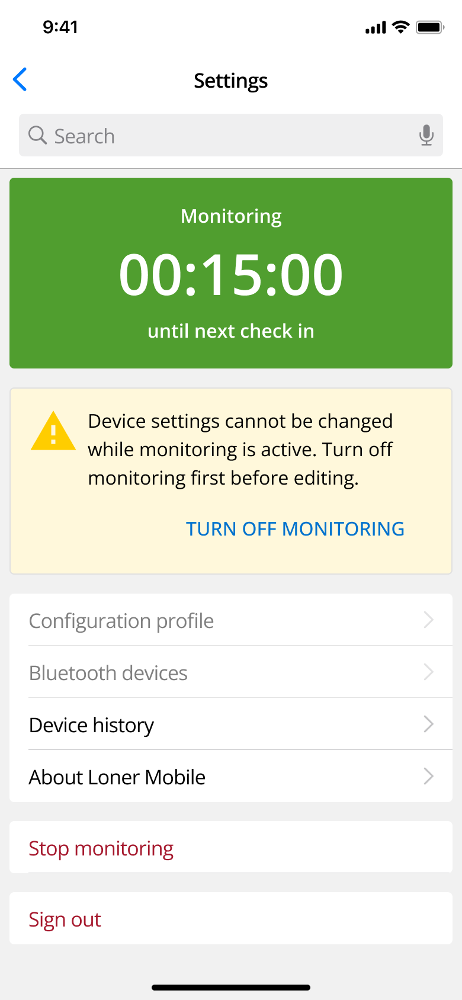 9:41
Settings
Search
Monitoring
00:15:00
until next check in
Device settings cannot be changed
while monitoring is active. Turn off
monitoring first before editing.
TURN OFF MONITORING
Configuration profile
Bluetooth devices
Device history
About Loner Mobile
Stop monitoring
Sign out